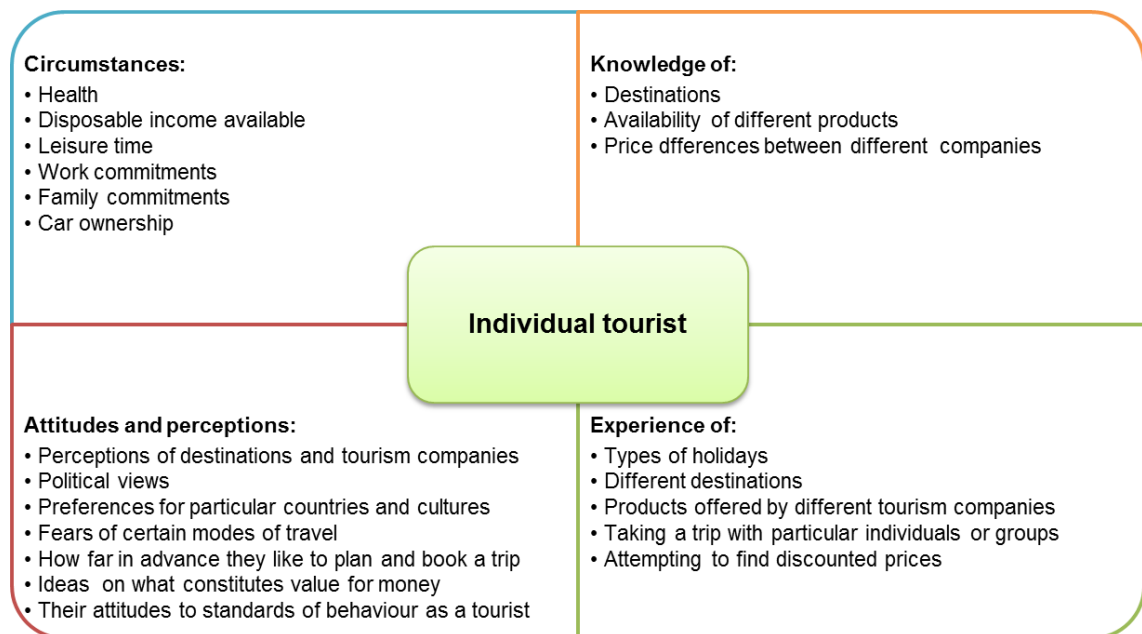 Circumstances:
• Health
• Disposable income available
• Leisure time
• Work commitments
• Family commitments
• Car ownership
Knowledge of:
• Destinations
• Availability of different products
• Price dfferences between different companies
Individual tourist
Attitudes and perceptions:
• Perceptions of destinations and tourism companies
• Political views
• Preferences for particular countries and cultures
• Fears of certain modes of travel
• How far in advance they like to plan and book a trip
• Ideas on what constitutes value for money
• Their attitudes to standards of behaviour as a tourist
Experience of:
• Types of holidays
• Different destinations
• Products offered by different tourism companies
• Taking a trip with particular individuals or groups
• Attempting to find discounted prices